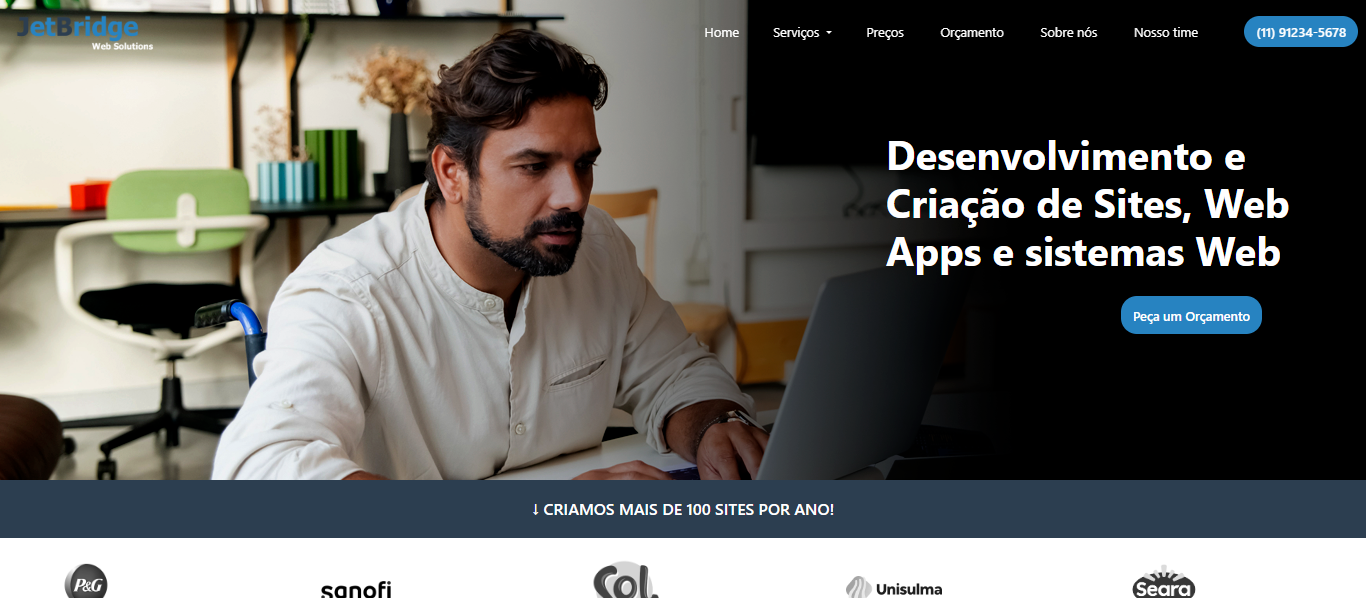 JetBridge
Web Solutions
Home Serviços Preços Orçamento Sobre nós Nosso time (11) 91234-5678
Desenvolvimento e
Criação de Sites, Web
Apps e sistemas Web
Peça um Orçamento
↓ CRIAMOS MAIS DE 100 SITES POR ANO!
P&G sanofi Sol Unisulma Seara